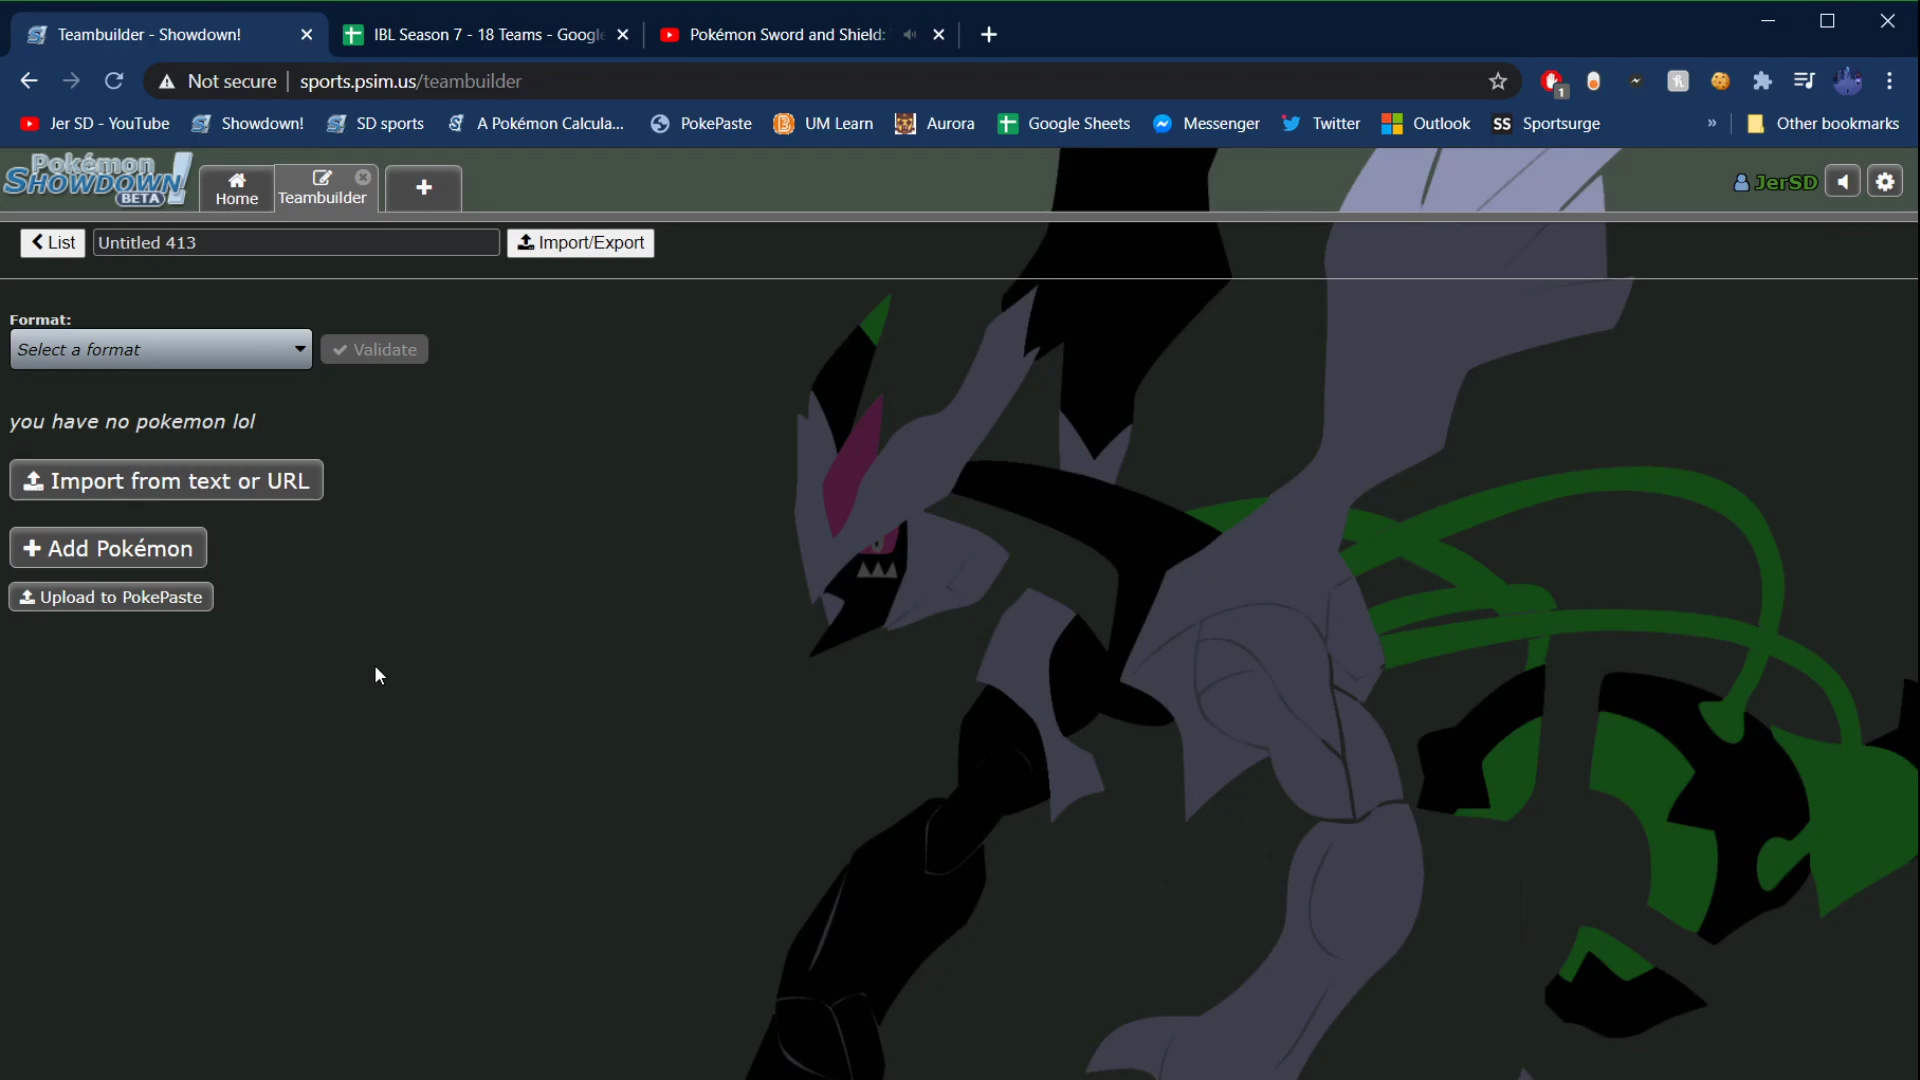 Teambuilder - Showdown!
IBL Season 7 - 18 Teams - Google
Pokémon Sword and Shield:
Not secure
sports.psim.us/teambuilder
1
Jer SD - YouTube
Showdown!
SD sports
A Pokémon Calcula...
PokePaste
UM Learn
Aurora
Google Sheets
Messenger
Twitter
Outlook
SS Sportsurge
»
Other bookmarks
Pokémon
SHOWDOWN!
BETA
Home
Teambuilder
JerSD
List
Untitled 413
Import/Export
Format:
Select a format
Validate
you have no pokemon lol
Import from text or URL
Add Pokémon
Upload to PokePaste